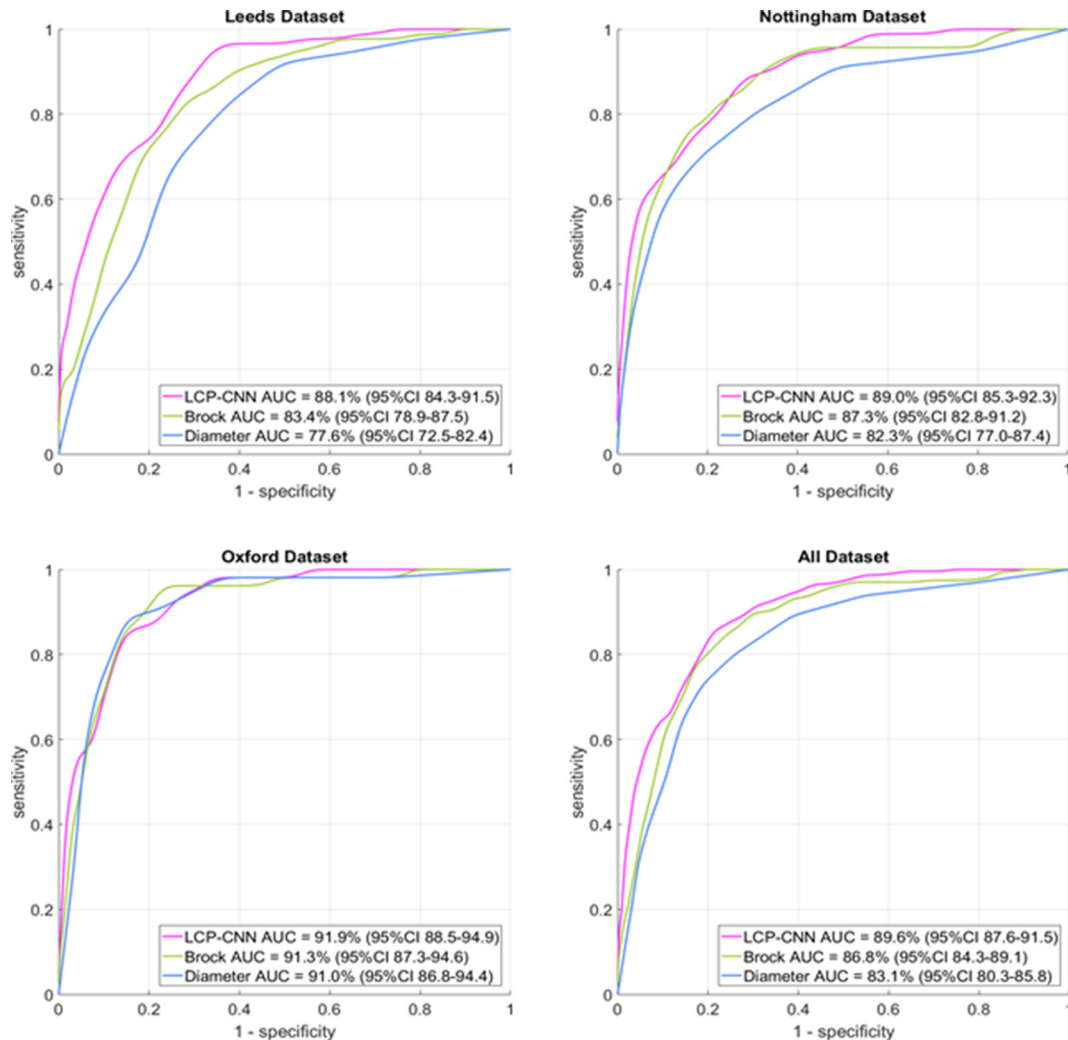 Leeds Dataset
1
0.8
0.6
0.4
0.2
0
sensitivity
LCP-CNN AUC = 88.1% (95%CI 84.3-91.5)
Brock AUC = 83.4% (95%CI 78.9-87.5)
Diameter AUC = 77.6% (95%CI 72.5-82.4)
0 0.2 0.4 0.6 0.8 1
1 - specificity
Nottingham Dataset
1
0.8
0.6
0.4
0.2
0
sensitivity
LCP-CNN AUC = 89.0% (95%CI 85.3-92.3)
Brock AUC = 87.3% (95%CI 82.8-91.2)
Diameter AUC = 82.3% (95%CI 77.0-87.4)
0 0.2 0.4 0.6 0.8 1
1 - specificity
Oxford Dataset
1
0.8
0.6
0.4
0.2
0
sensitivity
LCP-CNN AUC = 91.9% (95%CI 88.5-94.9)
Brock AUC = 91.3% (95%CI 87.3-94.6)
Diameter AUC = 91.0% (95%CI 86.8-94.4)
0 0.2 0.4 0.6 0.8 1
1 - specificity
All Dataset
1
0.8
0.6
0.4
0.2
0
sensitivity
LCP-CNN AUC = 89.6% (95%CI 87.6-91.5)
Brock AUC = 86.8% (95%CI 84.3-89.1)
Diameter AUC = 83.1% (95%CI 80.3-85.8)
0 0.2 0.4 0.6 0.8 1
1 - specificity